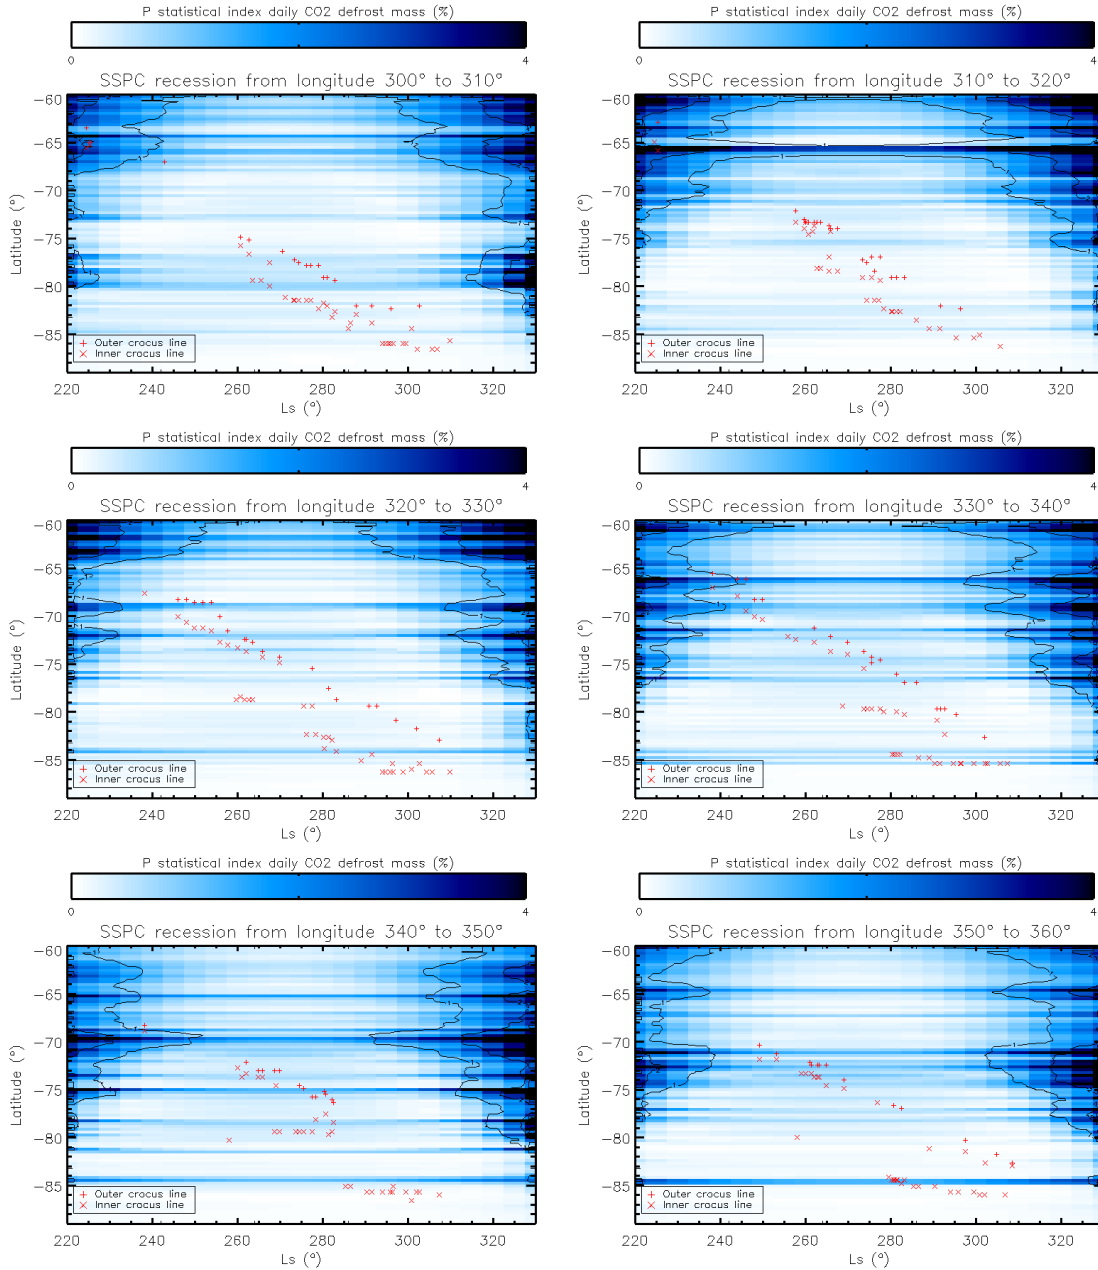 P statistical index daily CO2 defrost mass (%)
0 4
SSPC recession from longitude 300° to 310°
−60
−65
−70
−75
−80
−85
Latitude (°)
+ Outer crocus line
× Inner crocus line
220 240 260 280 300 320
Ls (°)
P statistical index daily CO2 defrost mass (%)
0 4
SSPC recession from longitude 310° to 320°
−60
−65
−70
−75
−80
−85
Latitude (°)
+ Outer crocus line
× Inner crocus line
220 240 260 280 300 320
Ls (°)
P statistical index daily CO2 defrost mass (%)
0 4
SSPC recession from longitude 320° to 330°
−60
−65
−70
−75
−80
−85
Latitude (°)
+ Outer crocus line
× Inner crocus line
220 240 260 280 300 320
Ls (°)
P statistical index daily CO2 defrost mass (%)
0 4
SSPC recession from longitude 330° to 340°
−60
−65
−70
−75
−80
−85
Latitude (°)
+ Outer crocus line
× Inner crocus line
220 240 260 280 300 320
Ls (°)
P statistical index daily CO2 defrost mass (%)
0 4
SSPC recession from longitude 340° to 350°
−60
−65
−70
−75
−80
−85
Latitude (°)
+ Outer crocus line
× Inner crocus line
220 240 260 280 300 320
Ls (°)
P statistical index daily CO2 defrost mass (%)
0 4
SSPC recession from longitude 350° to 360°
−60
−65
−70
−75
−80
−85
Latitude (°)
+ Outer crocus line
× Inner crocus line
220 240 260 280 300 320
Ls (°)